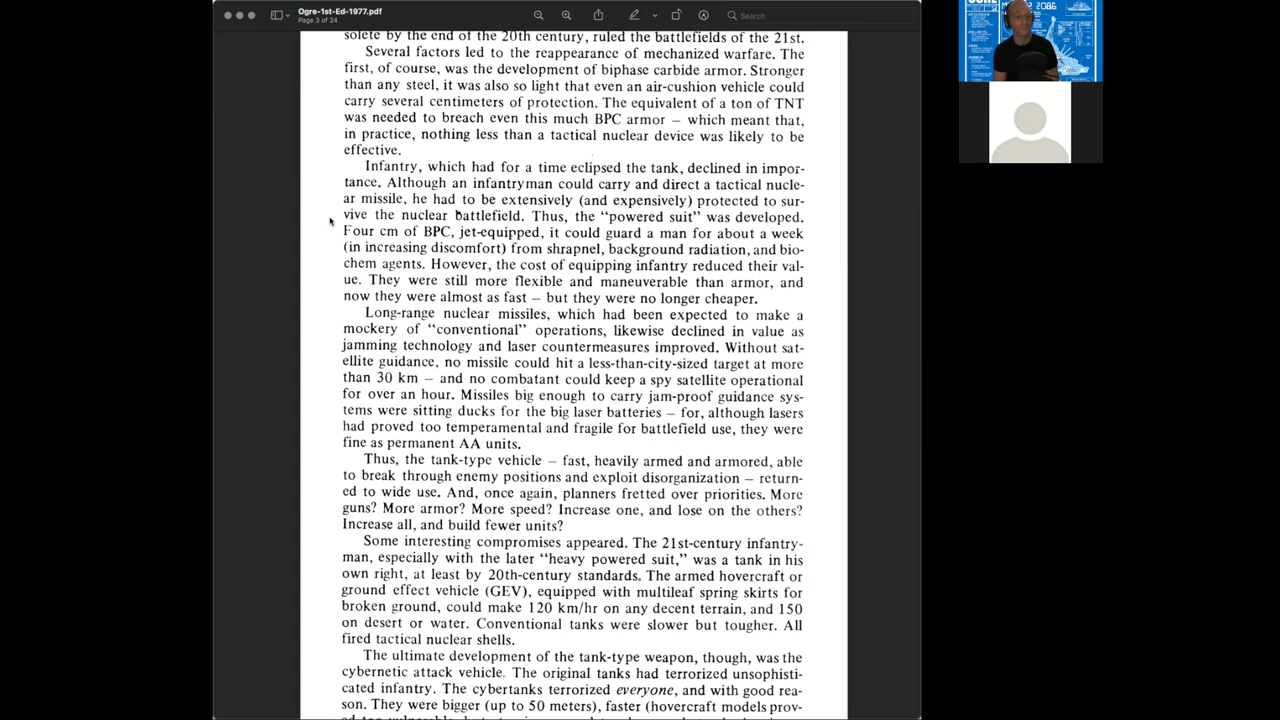 Ogre-1st-Ed-1977.pdf
Page 3 of 24
Search
2086
solete by the end of the 20th century, ruled the battlefields of the 21st.
Several factors led to the reappearance of mechanized warfare. The
first, of course, was the development of biphase carbide armor. Stronger
than any steel, it was also so light that even an air-cushion vehicle could
carry several centimeters of protection. The equivalent of a ton of TNT
was needed to breach even this much BPC armor — which meant that,
in practice, nothing less than a tactical nuclear device was likely to be
effective.
Infantry, which had for a time eclipsed the tank, declined in impor-
tance. Although an infantryman could carry and direct a tactical nucle-
ar missile, he had to be extensively (and expensively) protected to sur-
vive the nuclear battlefield. Thus, the “powered suit” was developed.
Four cm of BPC, jet-equipped, it could guard a man for about a week
(in increasing discomfort) from shrapnel, background radiation, and bio-
chem agents. However, the cost of equipping infantry reduced their val-
ue. They were still more flexible and maneuverable than armor, and
now they were almost as fast — but they were no longer cheaper.
Long-range nuclear missiles, which had been expected to make a
mockery of “conventional” operations, likewise declined in value as
jamming technology and laser countermeasures improved. Without sat-
ellite guidance, no missile could hit a less-than-city-sized target at more
than 30 km — and no combatant could keep a spy satellite operational
for over an hour. Missiles big enough to carry jam-proof guidance sys-
tems were sitting ducks for the big laser batteries — for, although lasers
had proved too temperamental and fragile for battlefield use, they were
fine as permanent AA units.
Thus, the tank-type vehicle — fast, heavily armed and armored, able
to break through enemy positions and exploit disorganization — return-
ed to wide use. And, once again, planners fretted over priorities. More
guns? More armor? More speed? Increase one, and lose on the others?
Increase all, and build fewer units?
Some interesting compromises appeared. The 21st-century infantry-
man, especially with the later “heavy powered suit,” was a tank in his
own right, at least by 20th-century standards. The armed hovercraft or
ground effect vehicle (GEV), equipped with multileaf spring skirts for
broken ground, could make 120 km/hr on any decent terrain, and 150
on desert or water. Conventional tanks were slower but tougher. All
fired tactical nuclear shells.
The ultimate development of the tank-type weapon, though, was the
cybernetic attack vehicle. The original tanks had terrorized unsophisti-
cated infantry. The cybertanks terrorized everyone, and with good rea-
son. They were bigger (up to 50 meters), faster (hovercraft models prov-